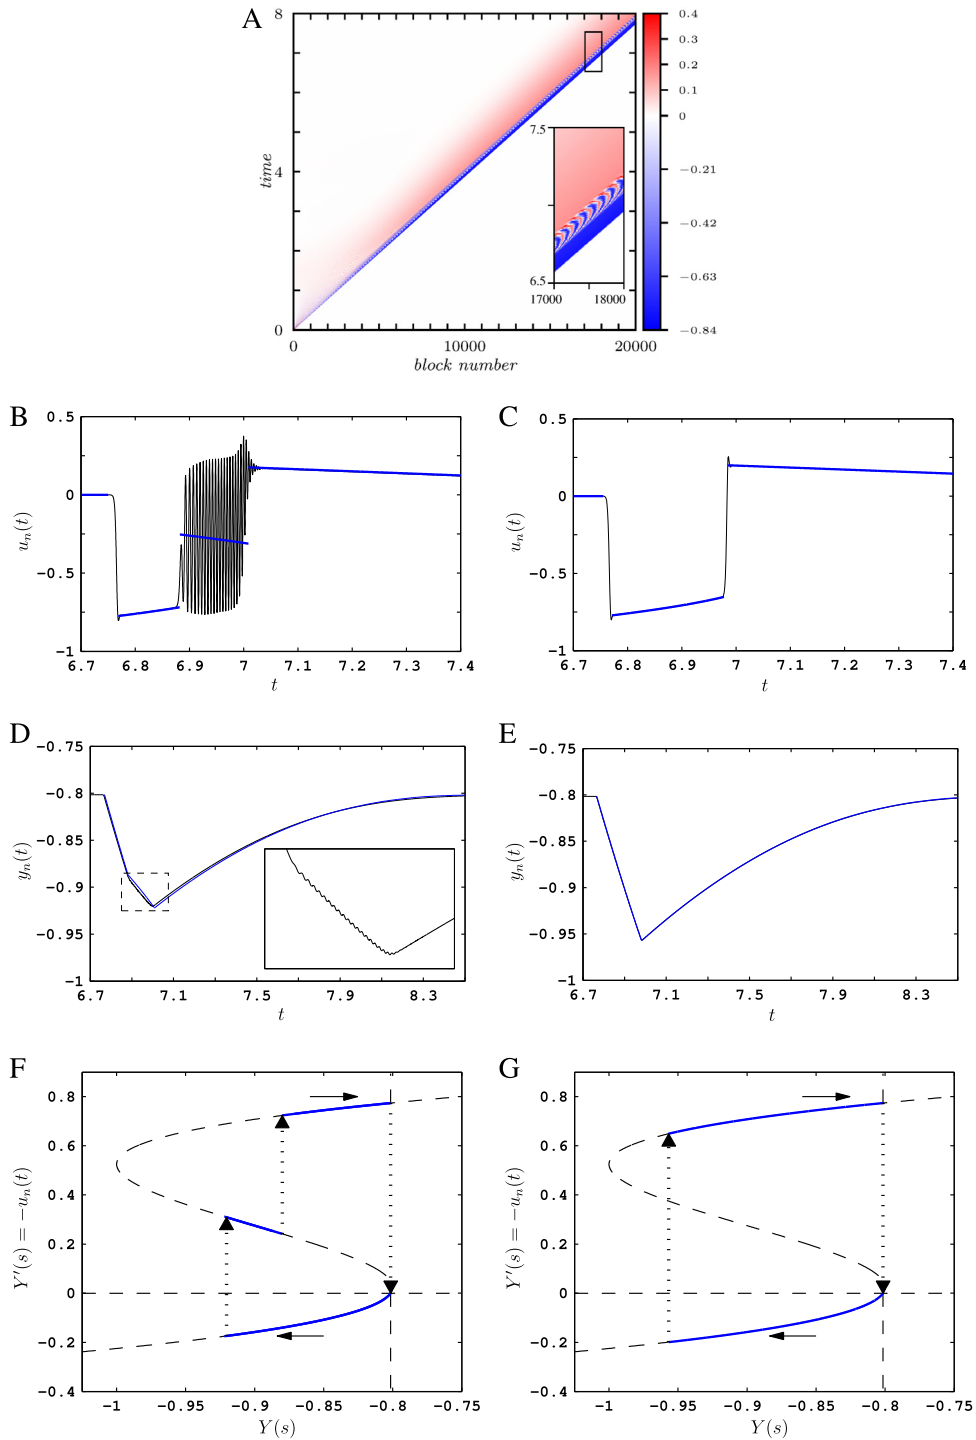 A
8
4
0
time
0
10000
20000
block number
7.5
6.5
17000
18000
0.4
0.3
0.2
0.1
0
−0.21
−0.42
−0.63
−0.84
B
0.5
0
−0.5
−1
u_n(t)
6.7 6.8 6.9 7 7.1 7.2 7.3 7.4
t
C
0.5
0
−0.5
−1
u_n(t)
6.7 6.8 6.9 7 7.1 7.2 7.3 7.4
t
D
−0.75
−0.8
−0.85
−0.9
−0.95
−1
y_n(t)
6.7 7.1 7.5 7.9 8.3
t
E
−0.75
−0.8
−0.85
−0.9
−0.95
−1
y_n(t)
6.7 7.1 7.5 7.9 8.3
t
F
0.8
0.6
0.4
0.2
0
−0.2
−0.4
Y′(s) = −u_n(t)
−1 −0.95 −0.9 −0.85 −0.8 −0.75
Y(s)
G
0.8
0.6
0.4
0.2
0
−0.2
−0.4
Y′(s) = −u_n(t)
−1 −0.95 −0.9 −0.85 −0.8 −0.75
Y(s)